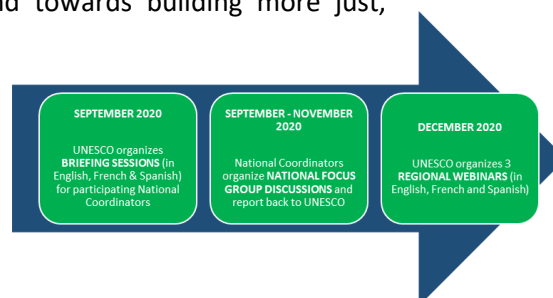 nd towards building more just,
SEPTEMBER 2020
UNESCO organizes
BRIEFING SESSIONS (in
English, French & Spanish)
for participating National
Coordinators
SEPTEMBER - NOVEMBER
2020
National Coordinators
organize NATIONAL FOCUS
GROUP DISCUSSIONS and
report back to UNESCO
DECEMBER 2020
UNESCO organizes 3
REGIONAL WEBINARS (in
English, French and Spanish)